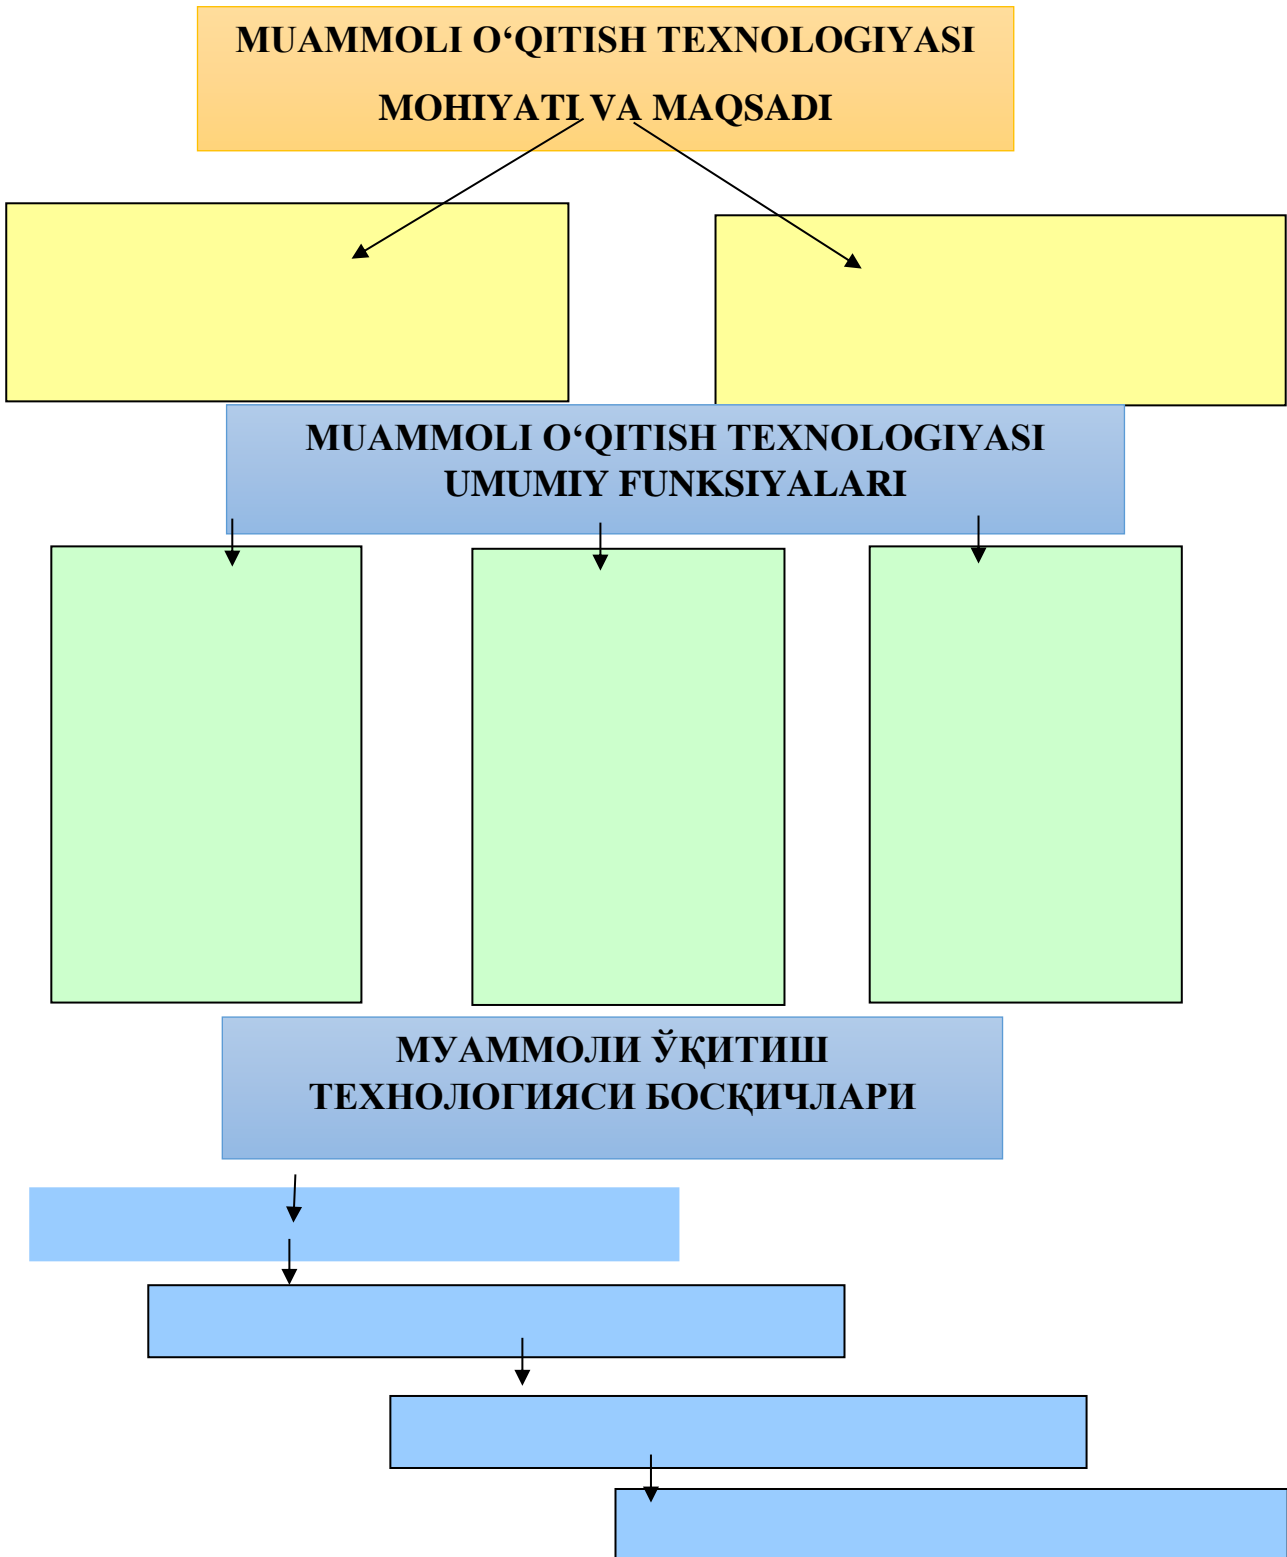 MUAMMOLI O‘QITISH TEXNOLOGIYASI
MOHIYATI VA MAQSADI
MUAMMOLI O‘QITISH TEXNOLOGIYASI
UMUMIY FUNKSIYALARI
МУАММОЛИ ЎҚИТИШ
ТЕХНОЛОГИЯСИ БОСҚИЧЛАРИ